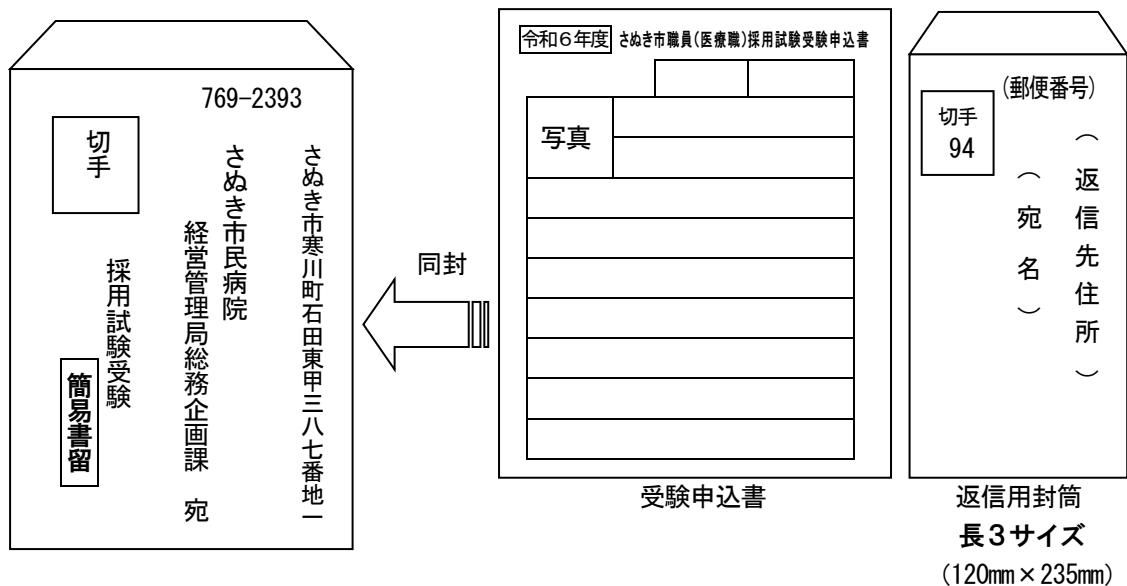 769-2393
切手
さぬき市寒川町石田東甲三八七番地一
さぬき市民病院
経営管理局総務企画課 宛
採用試験受験
簡易書留
同封
令和6年度 さぬき市職員(医療職)採用試験受験申込書
写真
受験申込書
(郵便番号)
切手
94
(返信先住所)
(宛名)
返信用封筒
長3サイズ
(120mm×235mm)